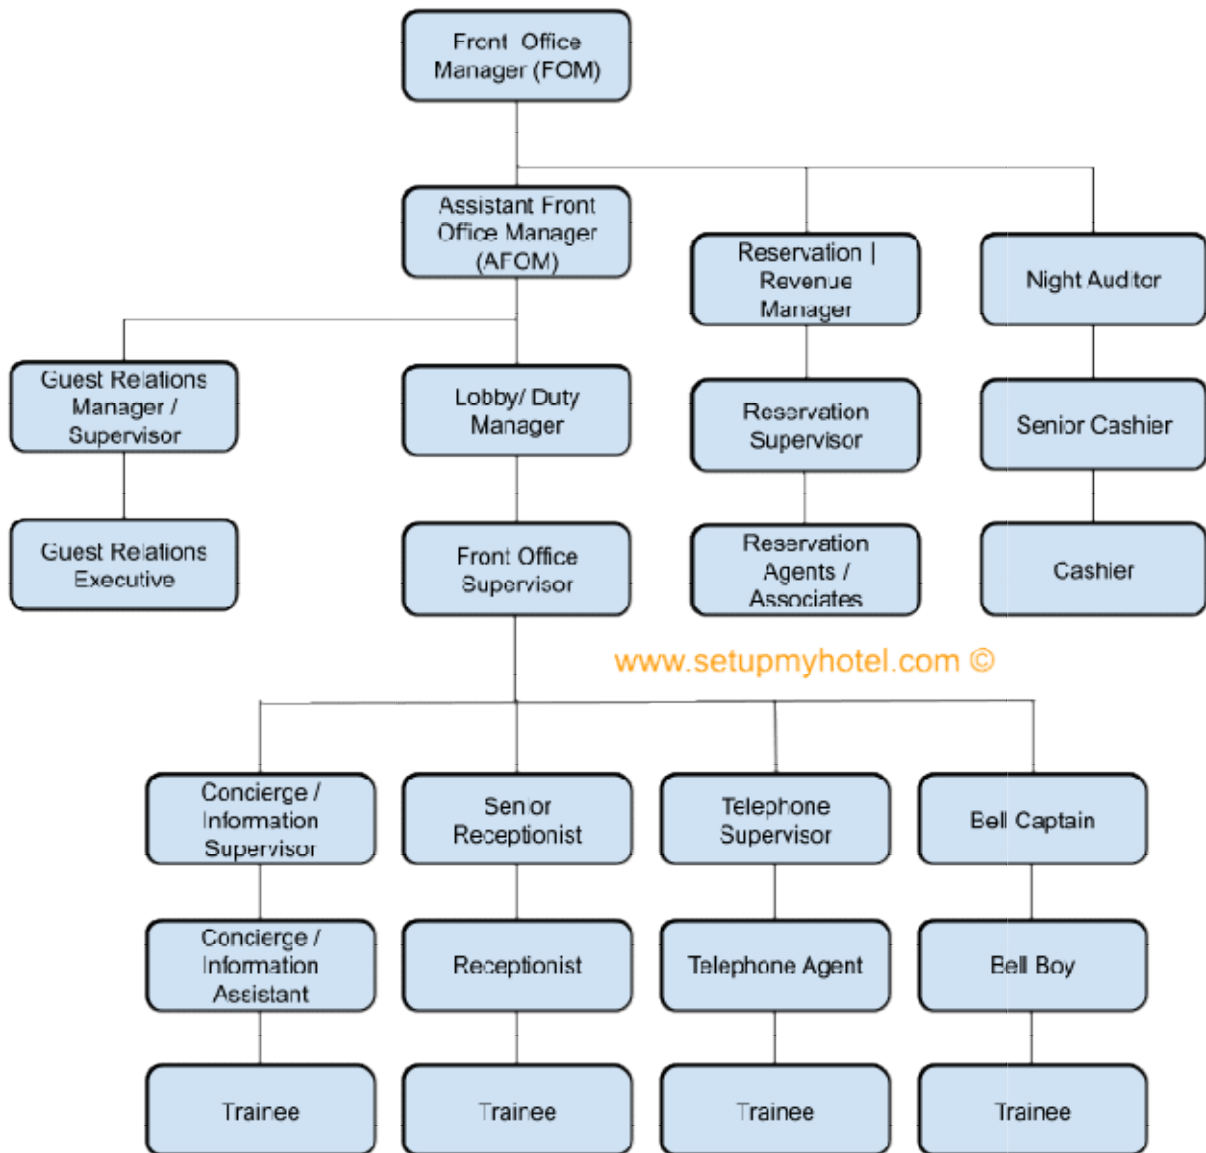 Front Office
Manager (FOM)
Assistant Front
Office Manager
(AFOM)
Reservation |
Revenue
Manager
Night Auditor
Guest Relations
Manager /
Supervisor
Lobby/ Duty
Manager
Reservation
Supervisor
Senior Cashier
Guest Relations
Executive
Front Office
Supervisor
Reservation
Agents /
Associates
Cashier
www.setupmyhotel.com ©
Concierge /
Information
Supervisor
Senior
Receptionist
Telephone
Supervisor
Bell Captain
Concierge /
Information
Assistant
Receptionist
Telephone Agent
Bell Boy
Trainee
Trainee
Trainee
Trainee